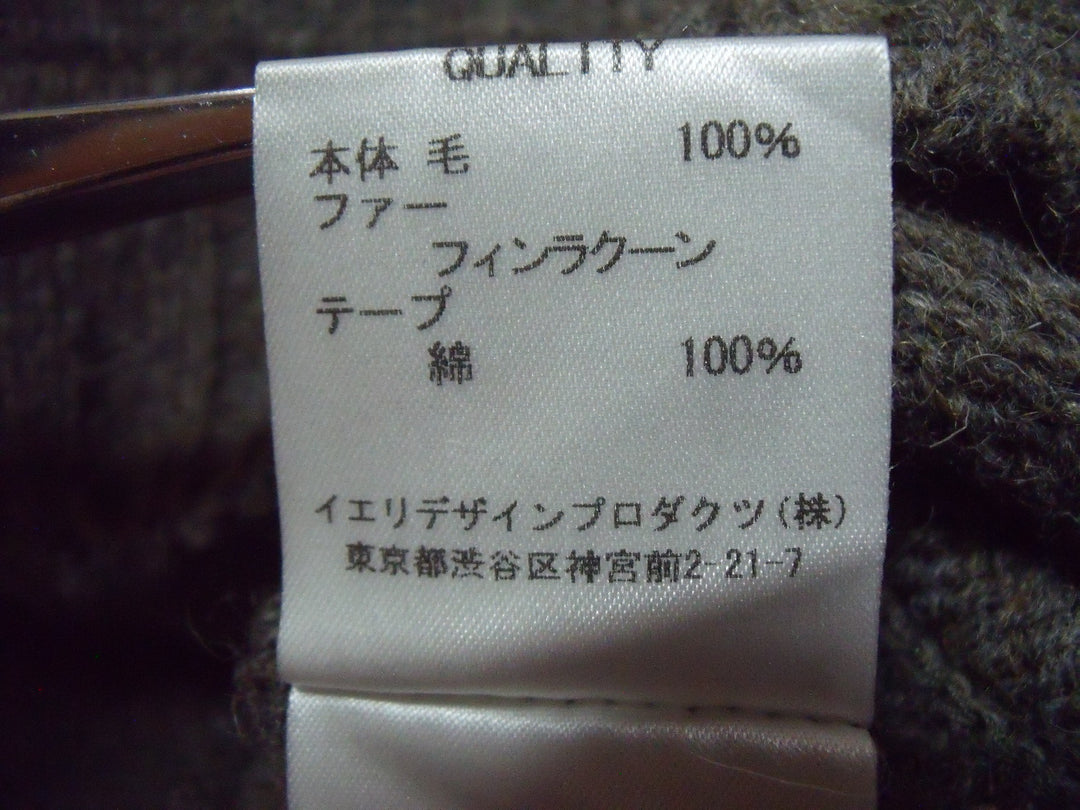 QUALITY
本体 毛 100%
ファー
フィンラクーン
テープ
綿 100%
イエリデザインプロダクツ(株)
東京都渋谷区神宮前2-21-7